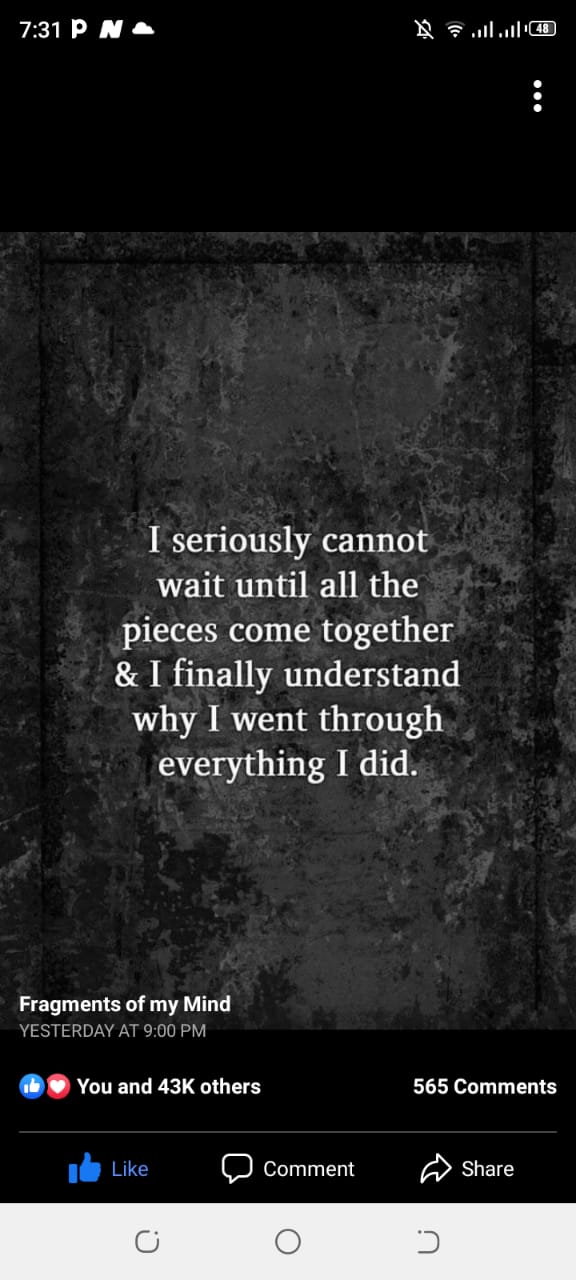 7:31 P N 48
I seriously cannot
wait until all the
pieces come together
& I finally understand
why I went through
everything I did.
Fragments of my Mind
YESTERDAY AT 9:00 PM
You and 43K others 565 Comments
Like Comment Share